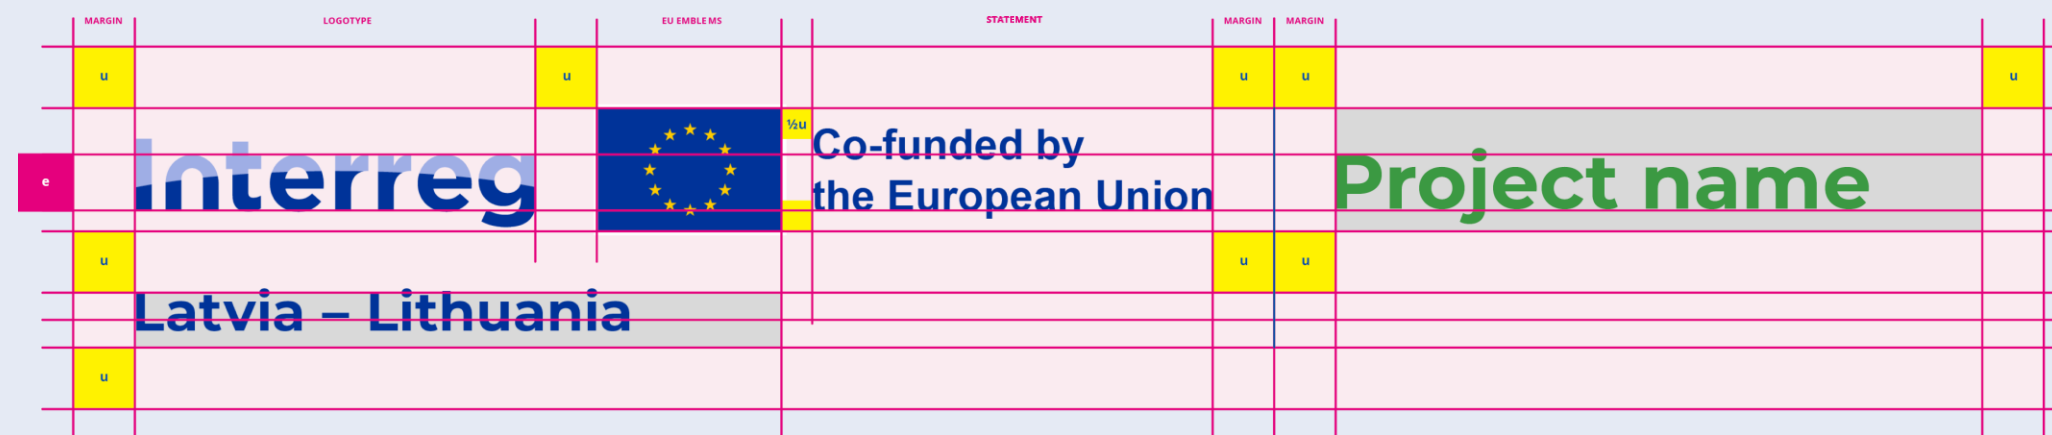 MARGIN LOGOTYPE EU EMBLEMS STATEMENT MARGIN MARGIN
u u u u u
½u
Interreg Co-funded by
the European Union
Project name
e
u u u
Latvia – Lithuania
u